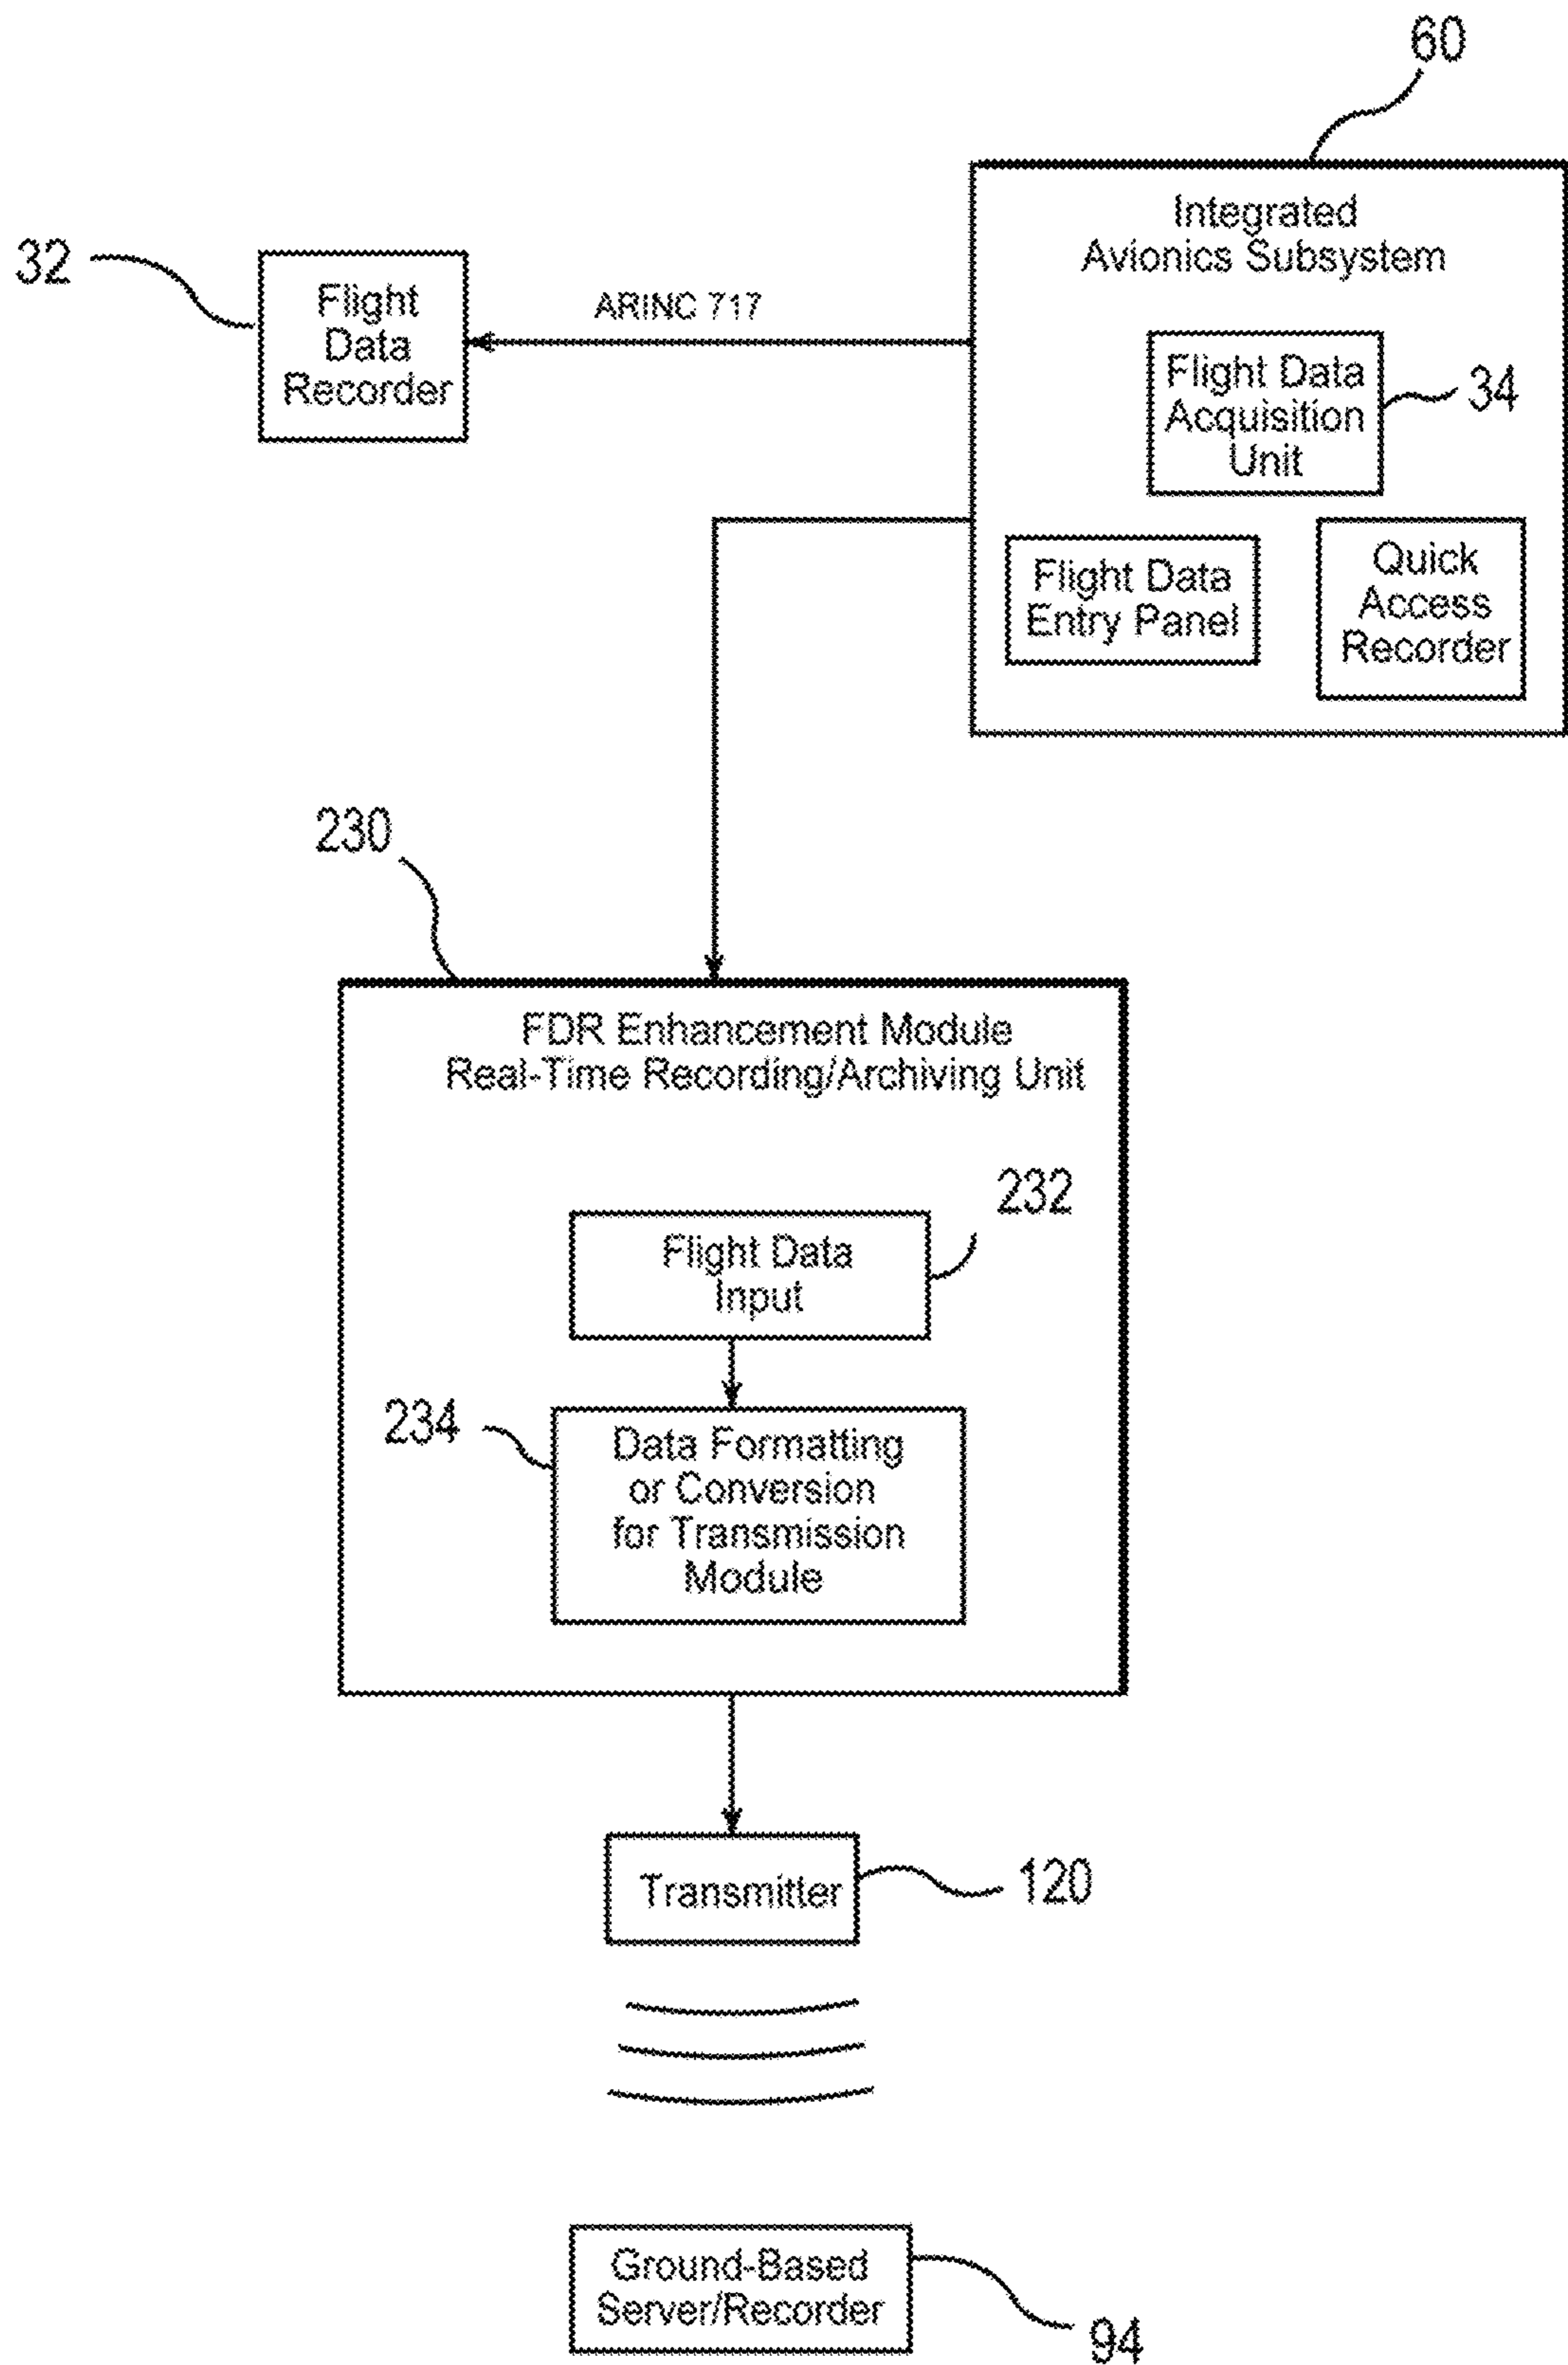 60
Integrated
Avionics Subsystem
32
Flight
Data
Recorder
ARINC 717
Flight Data
Acquisition
Unit
34
Flight Data
Entry Panel
Quick
Access
Recorder
230
FDR Enhancement Module
Real-Time Recording/Archiving Unit
232
Flight Data
Input
234
Data Formatting
or Conversion
for Transmission
Module
Transmitter
120
Ground-Based
Server/Recorder
94